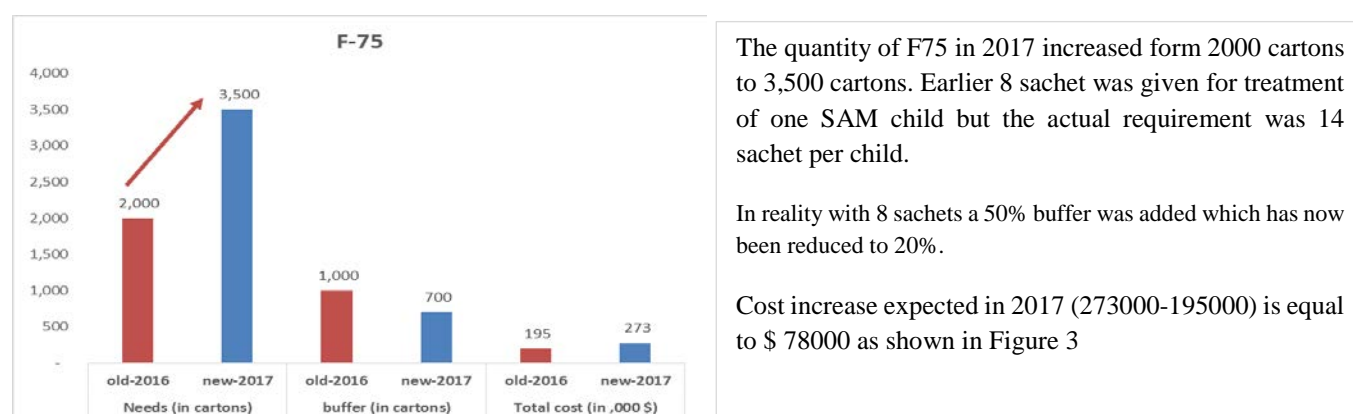 F-75
4,000
3,500
3,000
2,500
2,000
1,500
1,000
500
-
2,000
3,500
1,000
700
195
273
old-2016 new-2017 old-2016 new-2017 old-2016 new-2017
Needs (in cartons) buffer (in cartons) Total cost (in ,000 $)
The quantity of F75 in 2017 increased form 2000 cartons
to 3,500 cartons. Earlier 8 sachet was given for treatment
of one SAM child but the actual requirement was 14
sachet per child.
In reality with 8 sachets a 50% buffer was added which has now
been reduced to 20%.
Cost increase expected in 2017 (273000-195000) is equal
to $ 78000 as shown in Figure 3